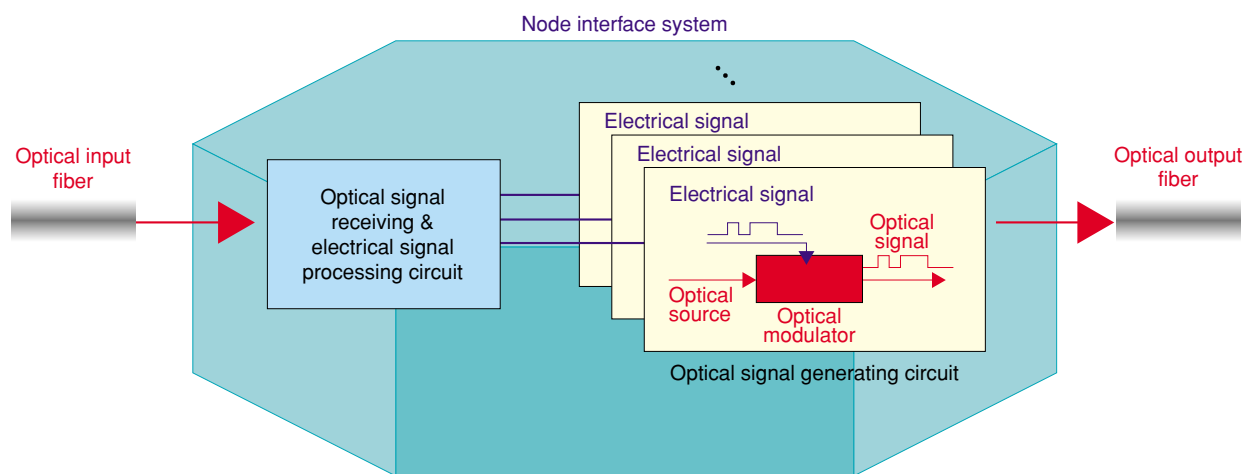 Node interface system
Optical input
fiber
Optical signal
receiving &
electrical signal
processing circuit
Electrical signal
Electrical signal
Electrical signal
Optical
signal
Optical
source
Optical
modulator
Optical signal generating circuit
Optical output
fiber